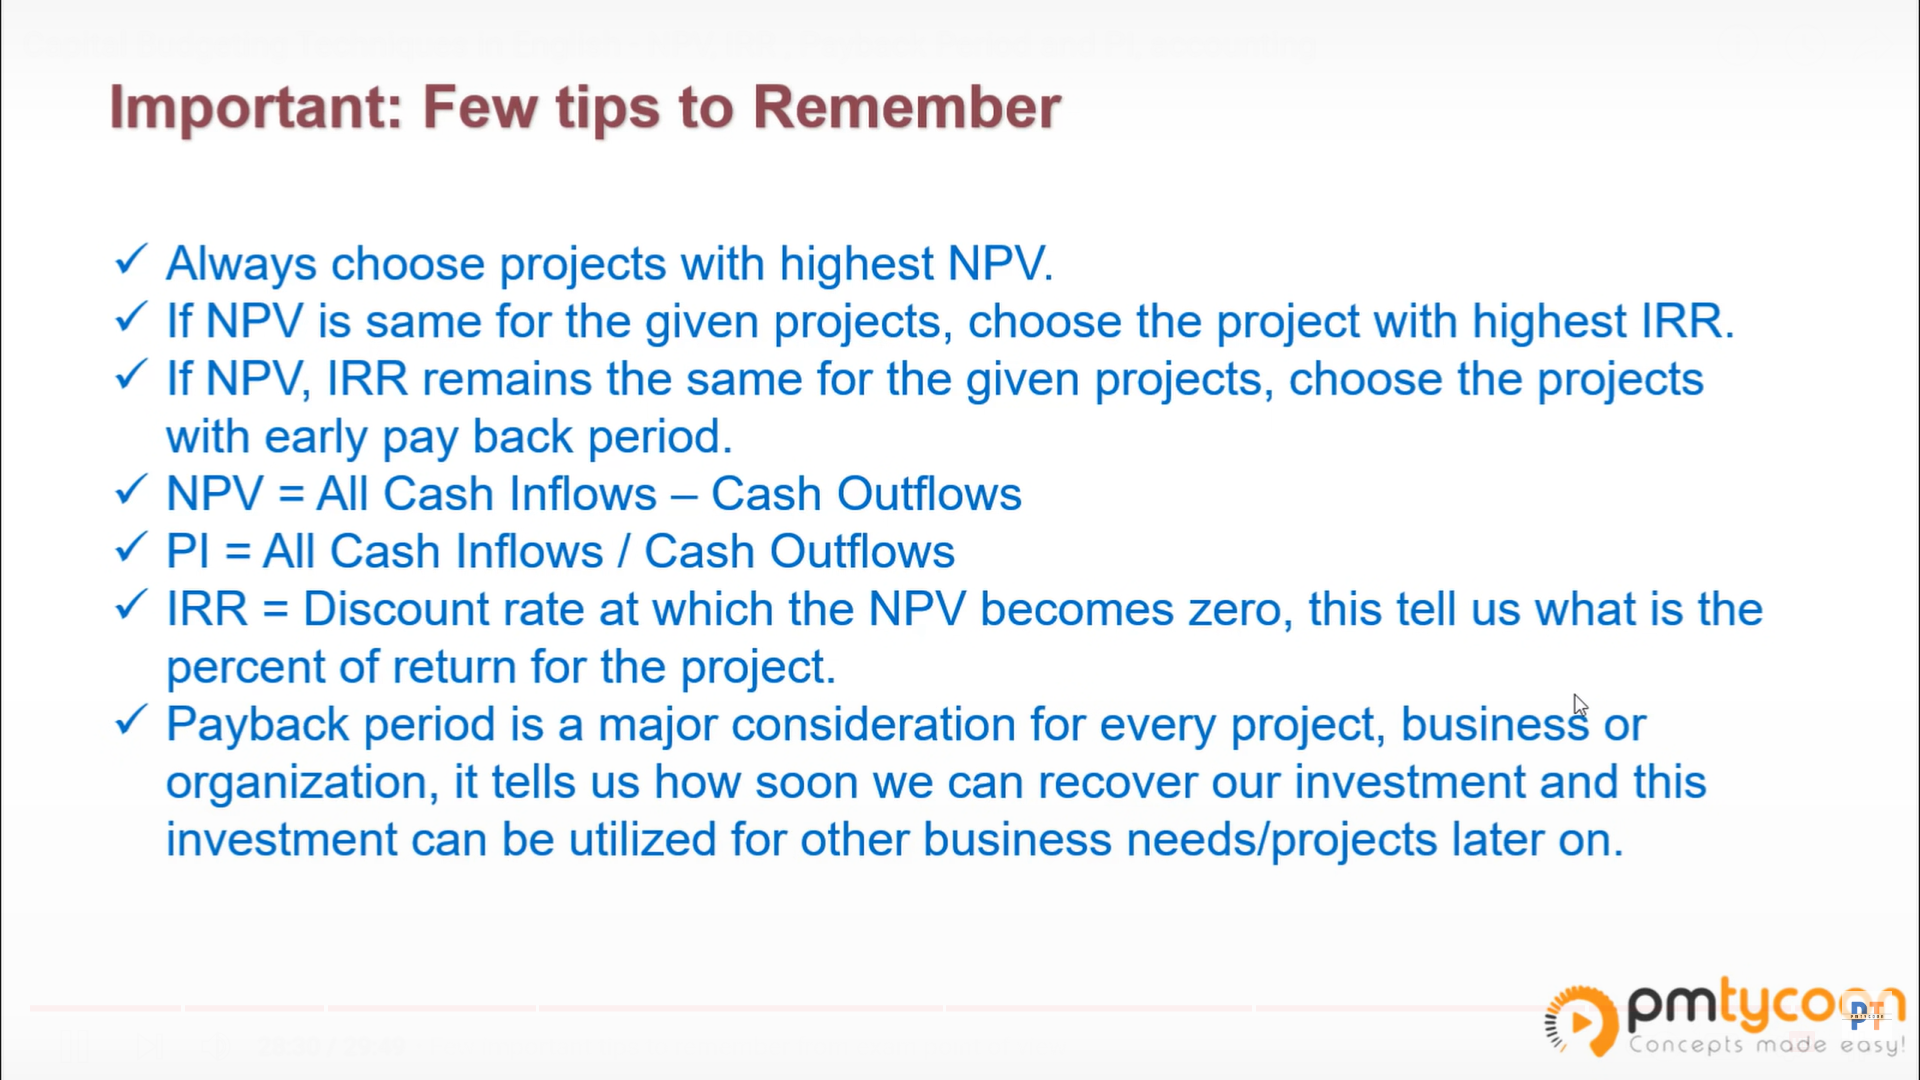 Important: Few tips to Remember
✓ Always choose projects with highest NPV.
✓ If NPV is same for the given projects, choose the project with highest IRR.
✓ If NPV, IRR remains the same for the given projects, choose the projects
with early pay back period.
✓ NPV = All Cash Inflows – Cash Outflows
✓ PI = All Cash Inflows / Cash Outflows
✓ IRR = Discount rate at which the NPV becomes zero, this tell us what is the
percent of return for the project.
✓ Payback period is a major consideration for every project, business or
organization, it tells us how soon we can recover our investment and this
investment can be utilized for other business needs/projects later on.
pmtycoon
PT
Concepts made easy!